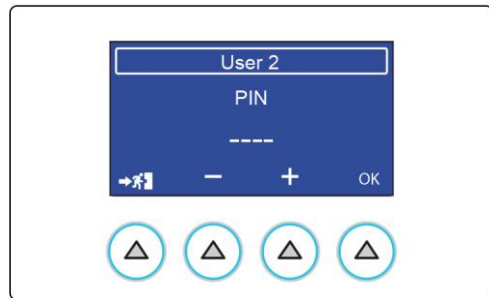 User 2
PIN
----
− + OK